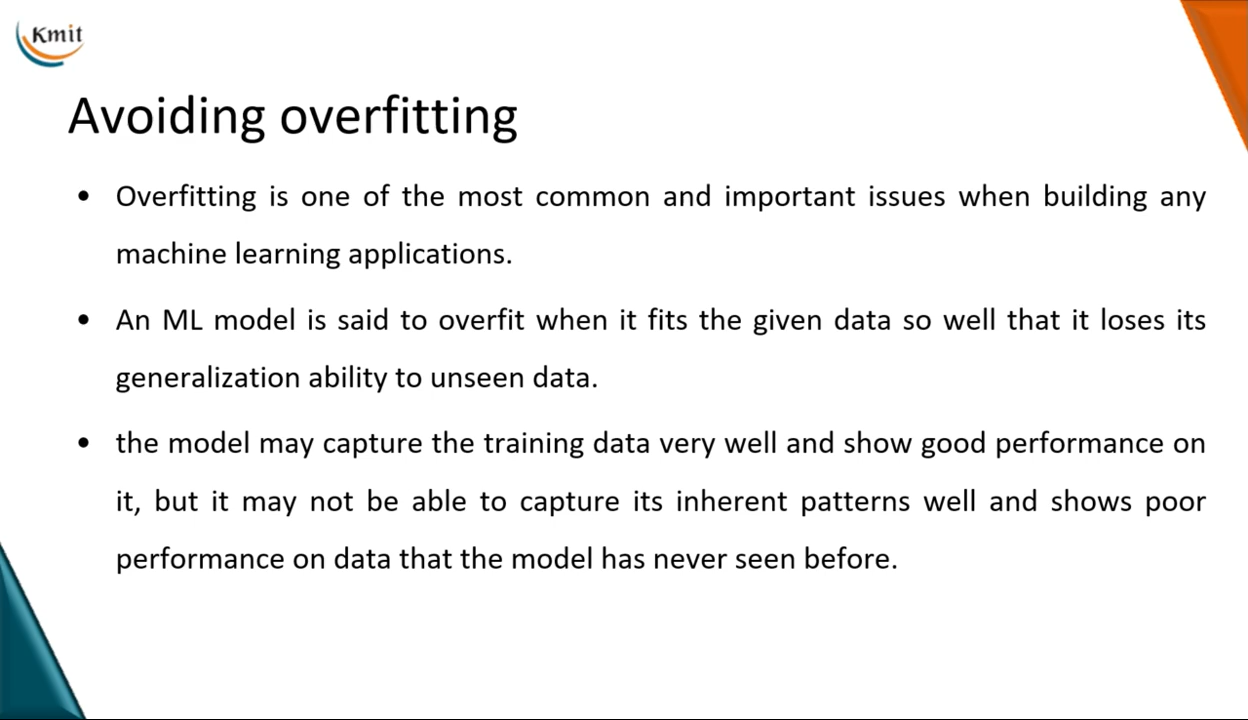 Kmit
Avoiding overfitting
• Overfitting is one of the most common and important issues when building any
machine learning applications.
• An ML model is said to overfit when it fits the given data so well that it loses its
generalization ability to unseen data.
• the model may capture the training data very well and show good performance on
it, but it may not be able to capture its inherent patterns well and shows poor
performance on data that the model has never seen before.